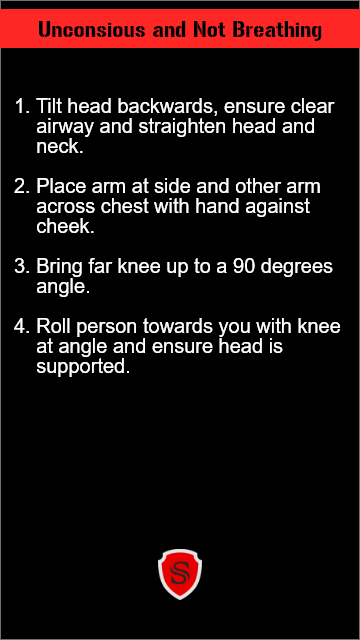 Unconsious and Not Breathing
1. Tilt head backwards, ensure clear
airway and straighten head and
neck.
2. Place arm at side and other arm
across chest with hand against
cheek.
3. Bring far knee up to a 90 degrees
angle.
4. Roll person towards you with knee
at angle and ensure head is
supported.
S